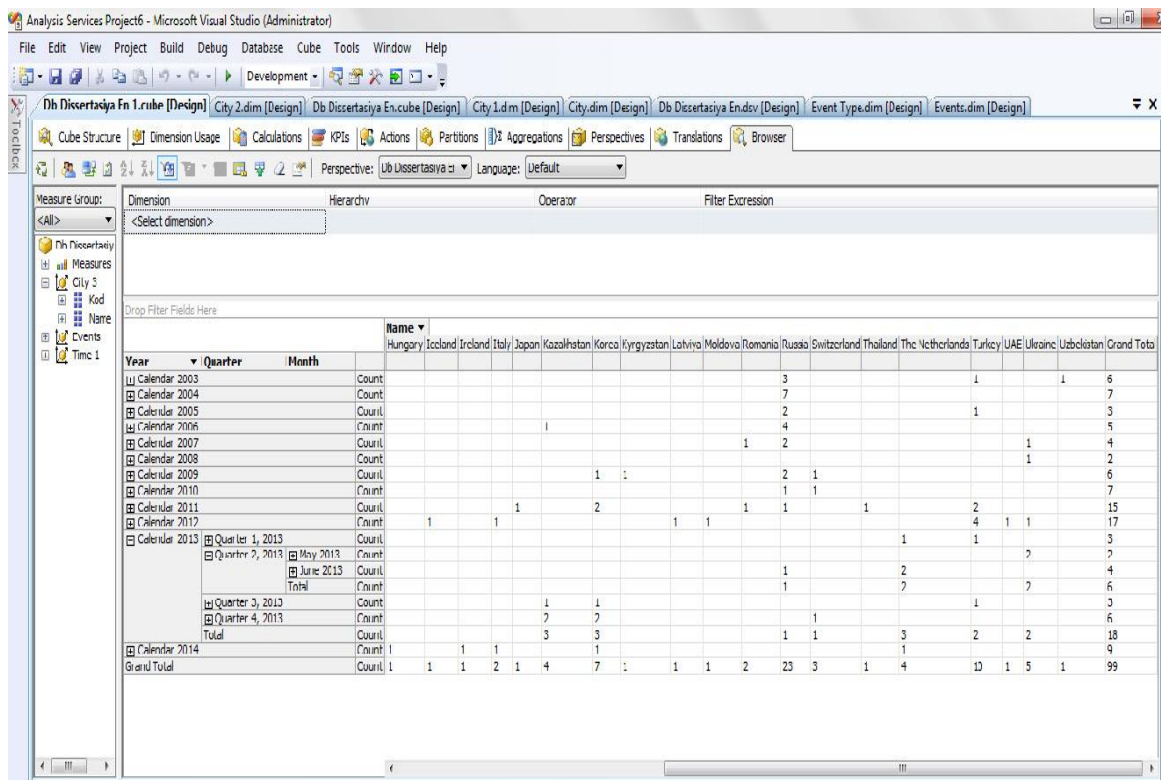 Analysis Services Project6 - Microsoft Visual Studio (Administrator)
File Edit View Project Build Debug Database Cube Tools Window Help
Development
Db Dissertasiya En 1.cube [Design] City 2.dim [Design] Db Dissertasiya En.cube [Design] City 1.dim [Design] City.dim [Design] Db Dissertasiya En.dsv [Design] Event Type.dim [Design] Events.dim [Design]
Toolbox
Cube Structure Dimension Usage Calculations KPIs Actions Partitions Aggregations Perspectives Translations Browser
Perspective: Db Dissertasiya Language: Default
Measure Group: Dimension Hierarchy Operator Filter Expression
<All> <Select dimension>
Db Dissertasiy
Measures
City 3
Kod
Name
Events
Time 1
Drop Filter Fields Here
Name
Hungary Iceland Ireland Italy Japan Kazakhstan Korea Kyrgyzstan Latviya Moldova Romania Russia Switzerland Thailand The Netherlands Turkey UAE Ukraine Uzbekistan Grand Total
Year Quarter Month
Calendar 2003 Count 3 1 1 6
Calendar 2004 Count 7 7
Calendar 2005 Count 2 1 3
Calendar 2006 Count 1 4 5
Calendar 2007 Count 1 2 1 4
Calendar 2008 Count 1 2
Calendar 2009 Count 1 1 2 1 6
Calendar 2010 Count 1 1 7
Calendar 2011 Count 1 2 1 1 1 2 15
Calendar 2012 Count 1 1 1 1 4 1 1 17
Calendar 2013 Quarter 1, 2013 Count 1 1 3
Quarter 2, 2013 May 2013 Count 2 2
June 2013 Count 1 2 4
Total Count 1 2 2 6
Quarter 3, 2013 Count 1 1 1 3
Quarter 4, 2013 Count 2 2 1 6
Total Count 3 3 1 1 3 2 2 18
Calendar 2014 Count 1 1 1 1 1 9
Grand Total Count 1 1 1 2 1 4 7 1 1 1 2 23 3 1 4 10 1 5 1 99